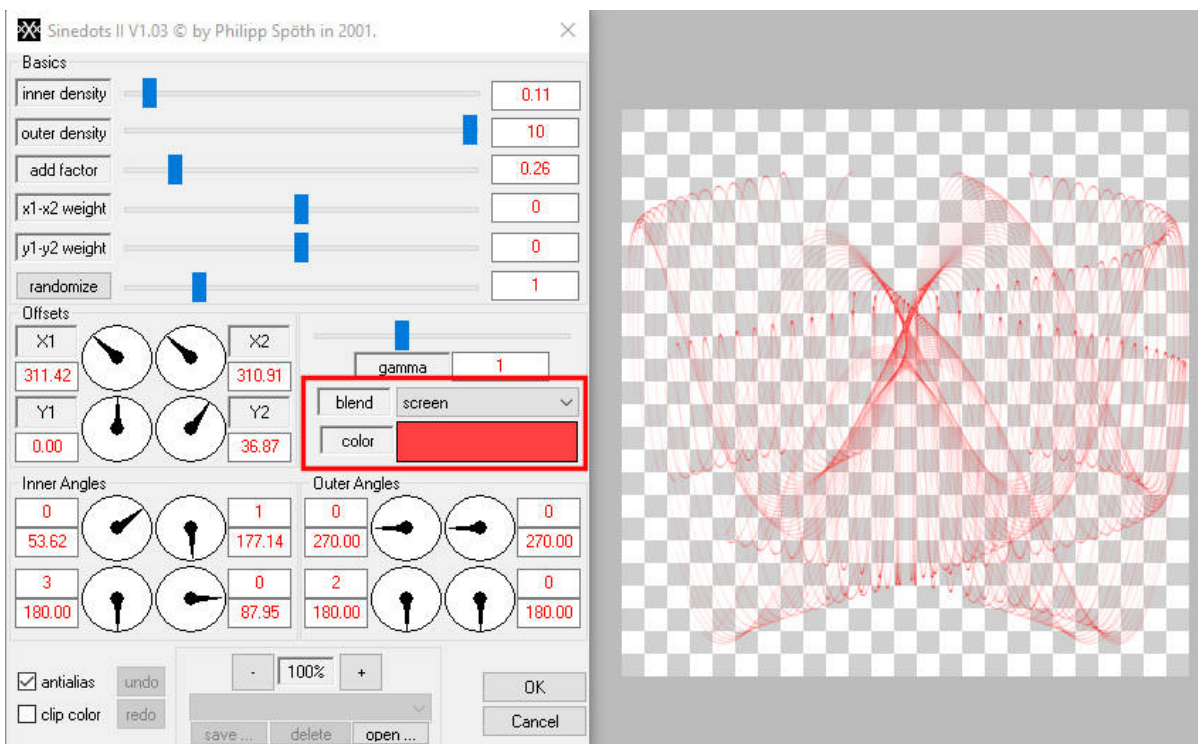 Sinedots II V1.03 © by Philipp Spöth in 2001.
Basics
inner density 0.11
outer density 10
add factor 0.26
x1-x2 weight 0
y1-y2 weight 0
randomize 1
Offsets
X1 X2
311.42 310.91
Y1 Y2
0.00 36.87
gamma 1
blend screen
color
Inner Angles
0 1
53.62 177.14
3 0
180.00 87.95
Outer Angles
0 0
270.00 270.00
2 0
180.00 180.00
antialias undo
clip color redo
- 100% +
save ... delete open ...
OK
Cancel